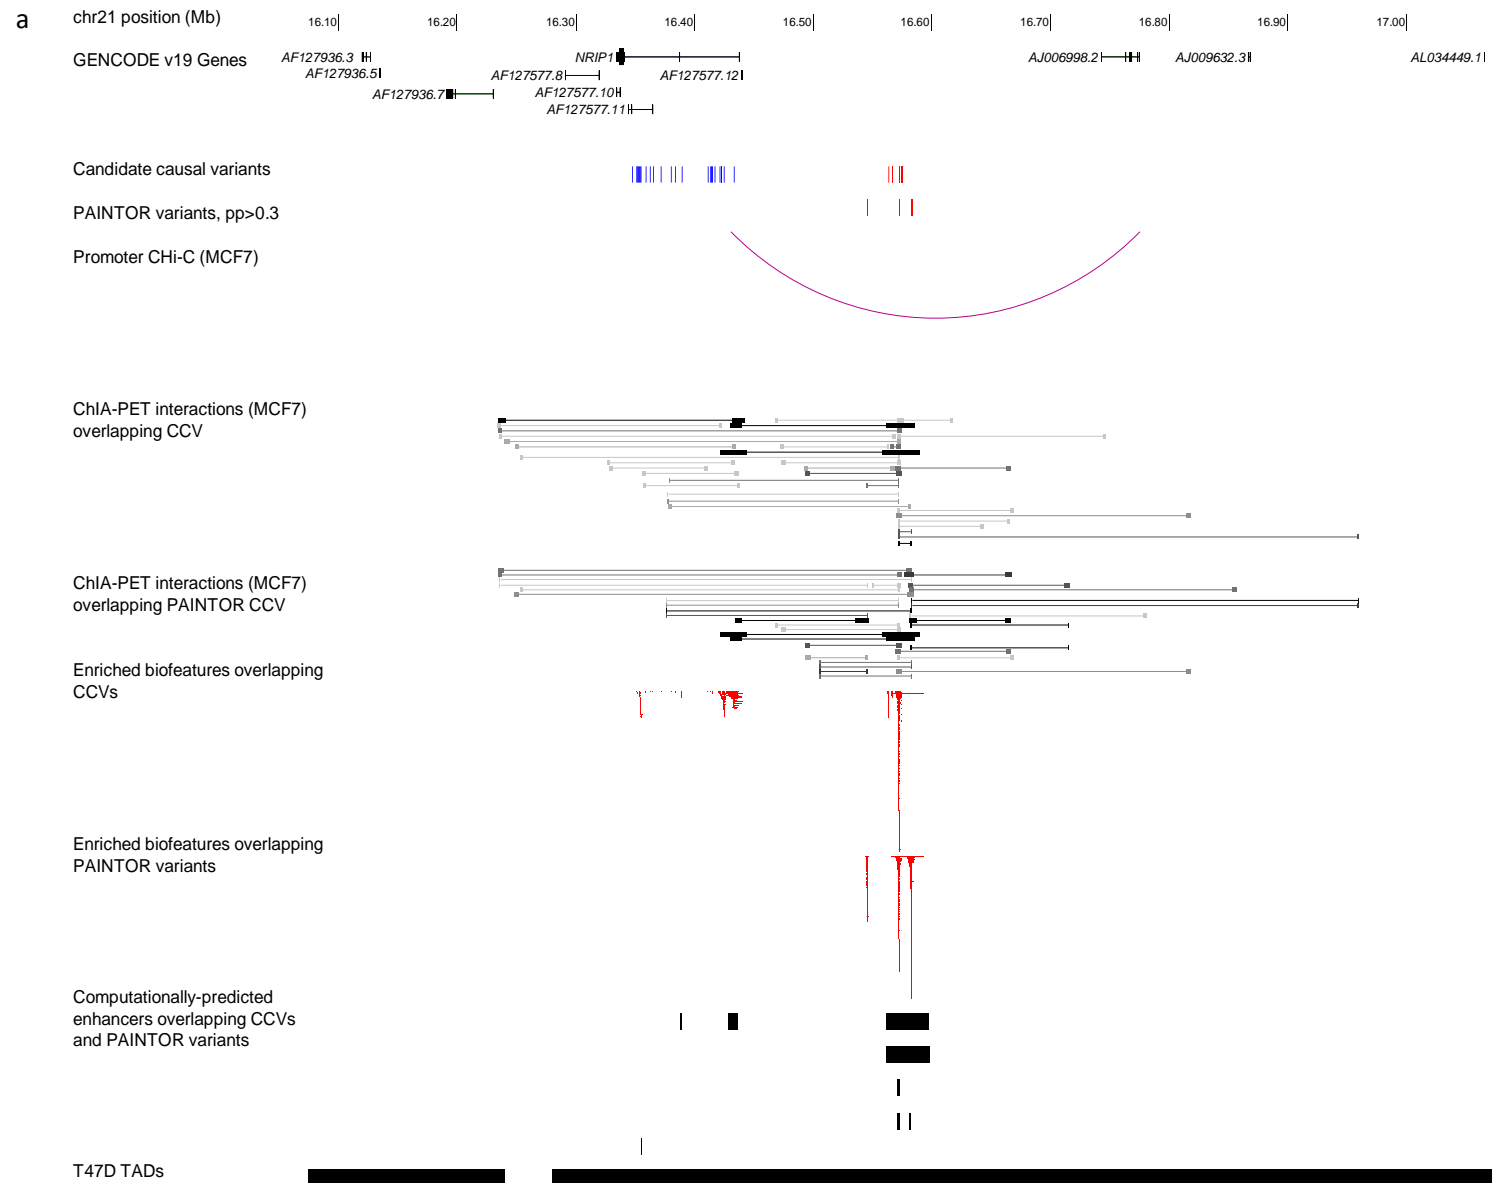 a
chr21 position (Mb)
16.10 16.20 16.30 16.40 16.50 16.60 16.70 16.80 16.90 17.00
GENCODE v19 Genes
AF127936.3 NRIP1 AJ006998.2 AJ009632.3 AL034449.1
AF127936.5 AF127577.8 AF127577.12
AF127936.7 AF127577.10
AF127577.11
Candidate causal variants
PAINTOR variants, pp>0.3
Promoter CHi-C (MCF7)
ChIA-PET interactions (MCF7)
overlapping CCV
ChIA-PET interactions (MCF7)
overlapping PAINTOR CCV
Enriched biofeatures overlapping
CCVs
Enriched biofeatures overlapping
PAINTOR variants
Computationally-predicted
enhancers overlapping CCVs
and PAINTOR variants
T47D TADs